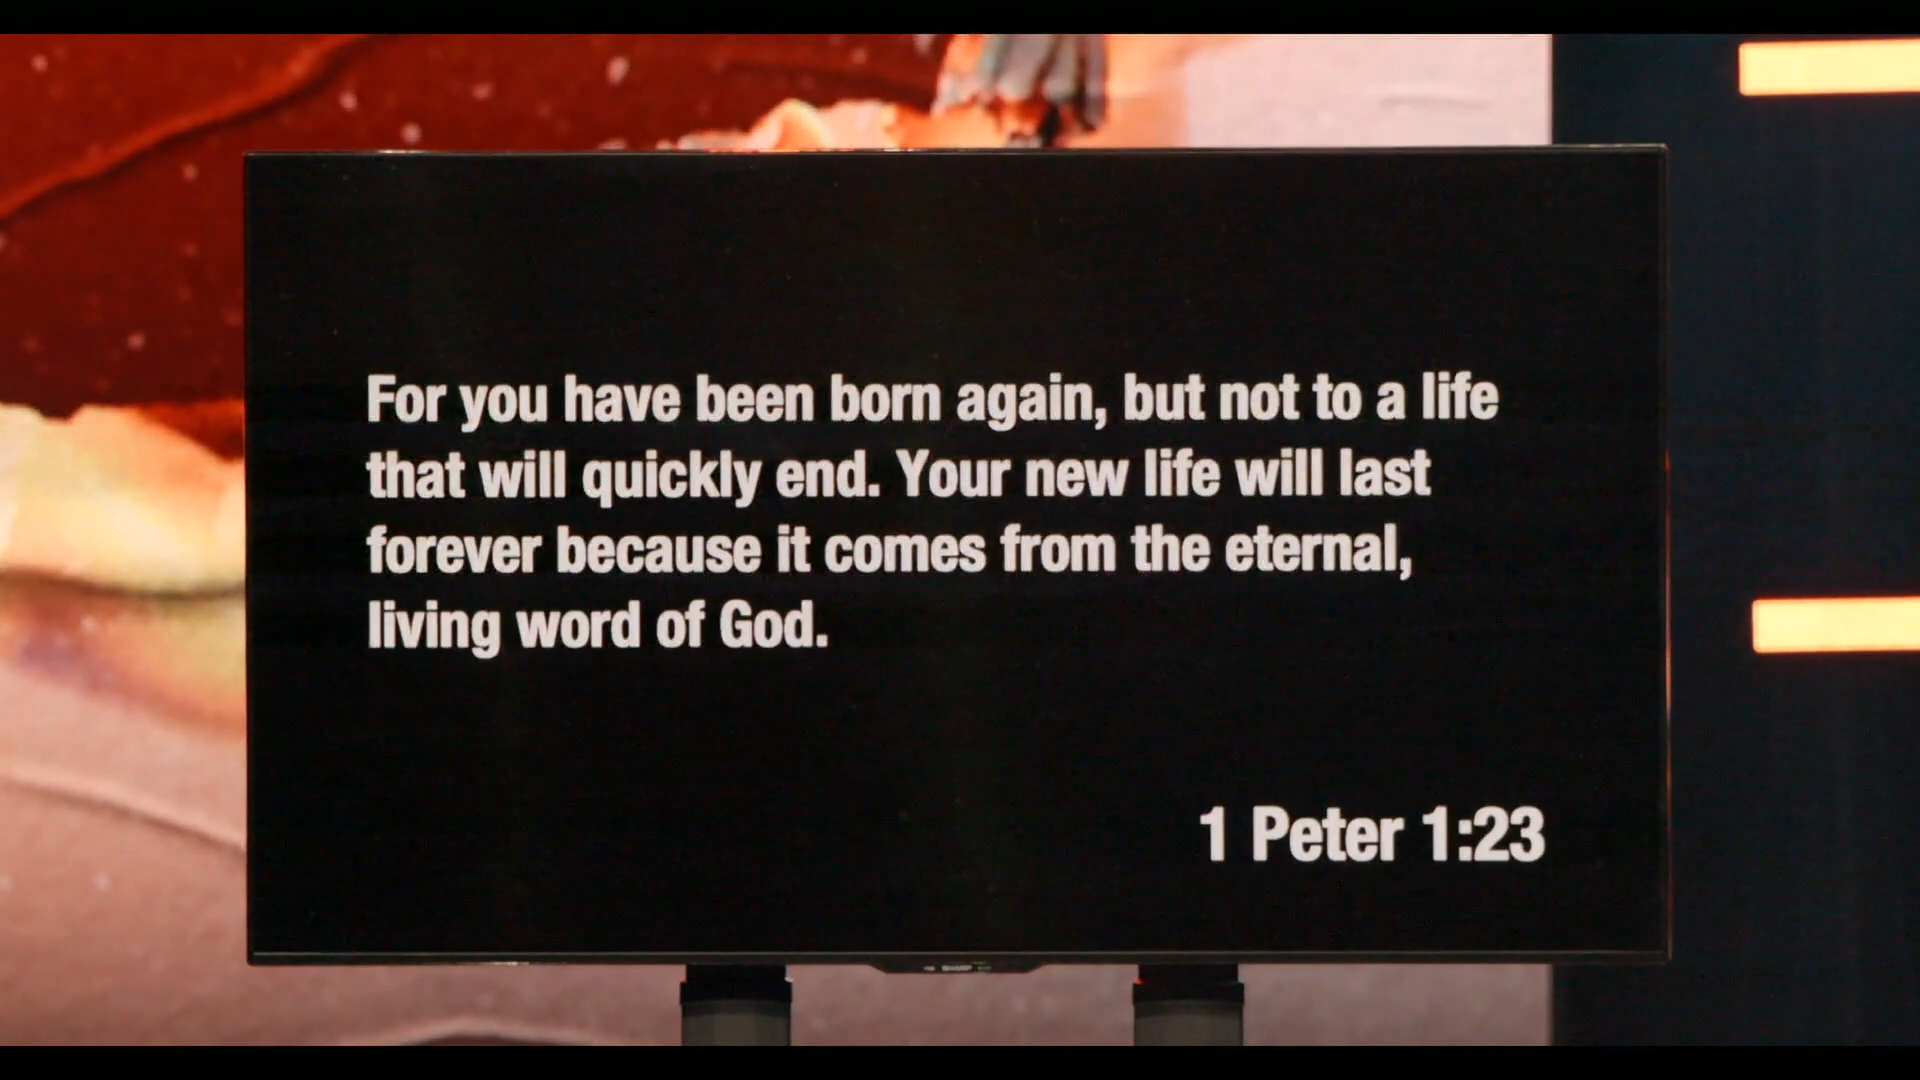 For you have been born again, but not to a life
that will quickly end. Your new life will last
forever because it comes from the eternal,
living word of God.
1 Peter 1:23